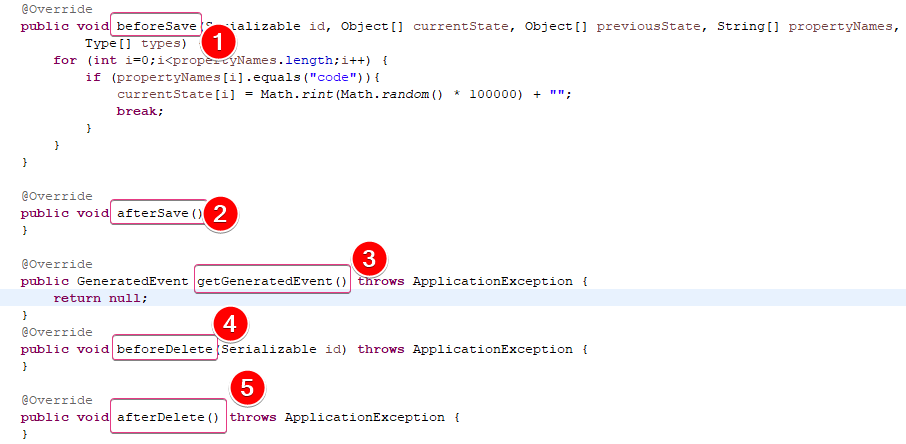 @Override
public void beforeSave(Serializable id, Object[] currentState, Object[] previousState, String[] propertyNames,
Type[] types)
1
for (int i=0;i<propertyNames.length;i++) {
if (propertyNames[i].equals("code")){
currentState[i] = Math.rint(Math.random() * 100000) + "";
break;
}
}
}
@Override
public void afterSave()
2
}
@Override
3
public GeneratedEvent getGeneratedEvent() throws ApplicationException {
return null;
}
@Override
4
public void beforeDelete(Serializable id) throws ApplicationException {
}
@Override
5
public void afterDelete() throws ApplicationException {
}